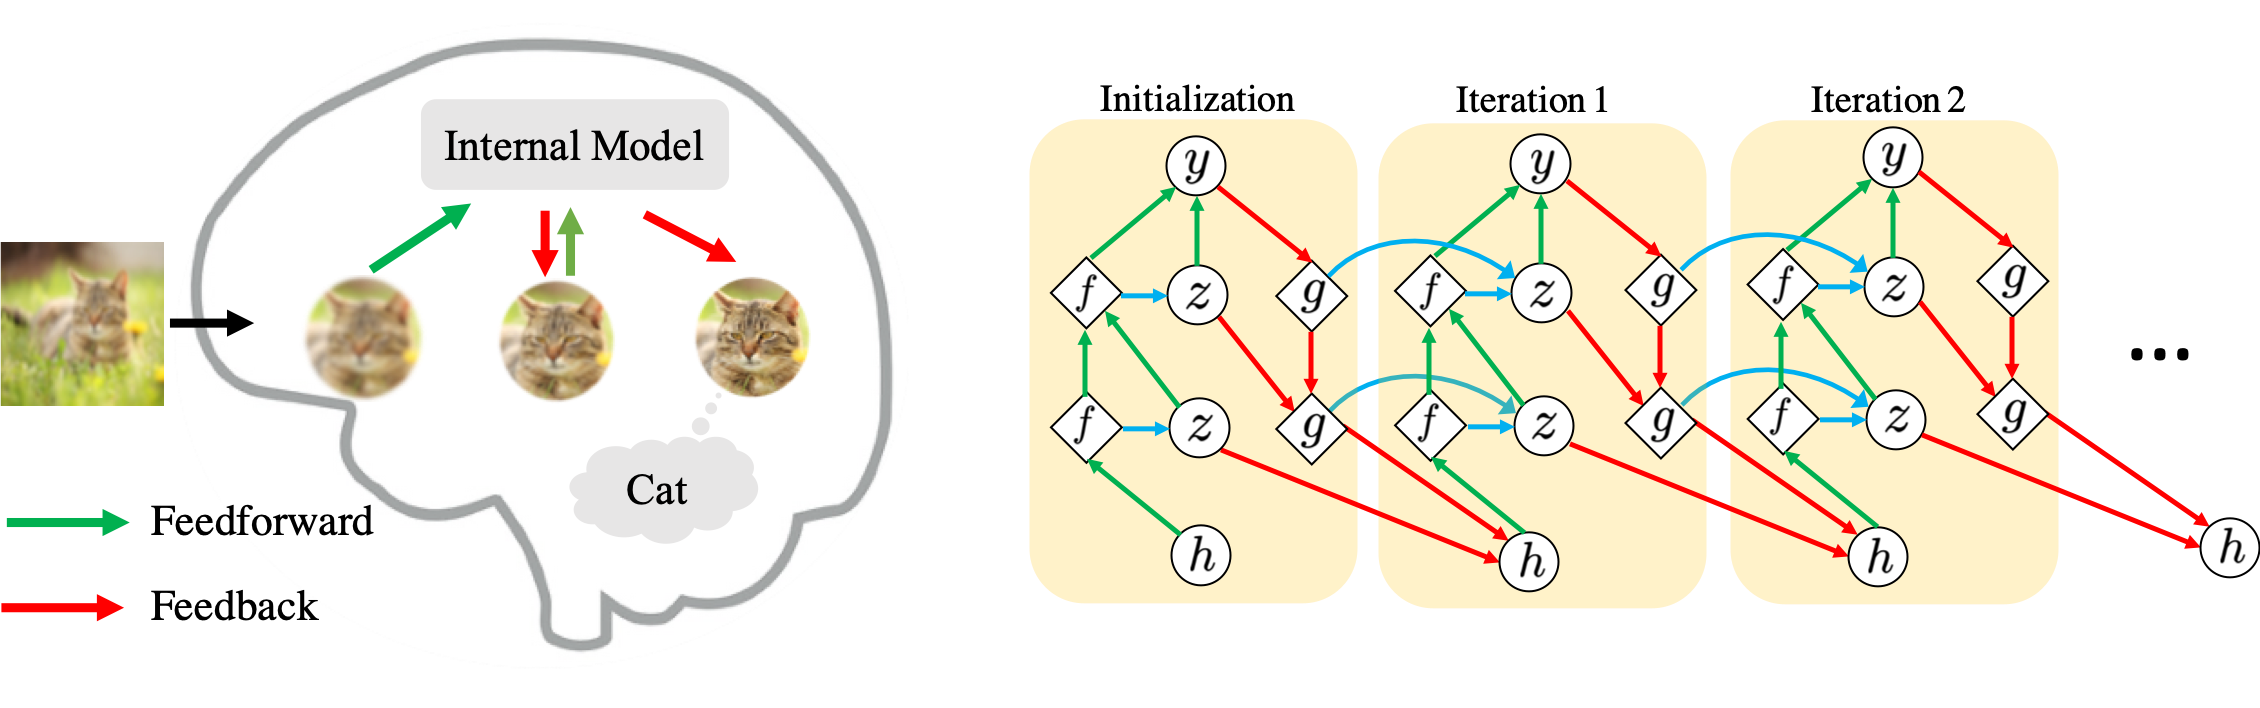 Internal Model
Cat
Feedforward
Feedback
Initialization
Iteration 1
Iteration 2
y
y
y
f
z
g
f
z
g
f
z
g
f
z
g
f
z
g
f
z
g
h
h
h
h
...